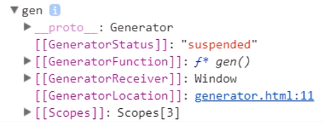 ▼ gen i
▶ __proto__: Generator
[[GeneratorStatus]]: "suspended"
▶ [[GeneratorFunction]]: ƒ* gen()
▶ [[GeneratorReceiver]]: Window
[[GeneratorLocation]]: generator.html:11
▶ [[Scopes]]: Scopes[3]